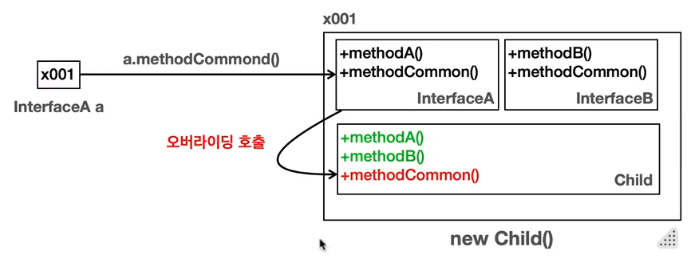 x001
x001
a.methodCommond()
InterfaceA a
+methodA()
+methodCommon()
InterfaceA
+methodB()
+methodCommon()
InterfaceB
오버라이딩 호출
+methodA()
+methodB()
+methodCommon()
Child
new Child()